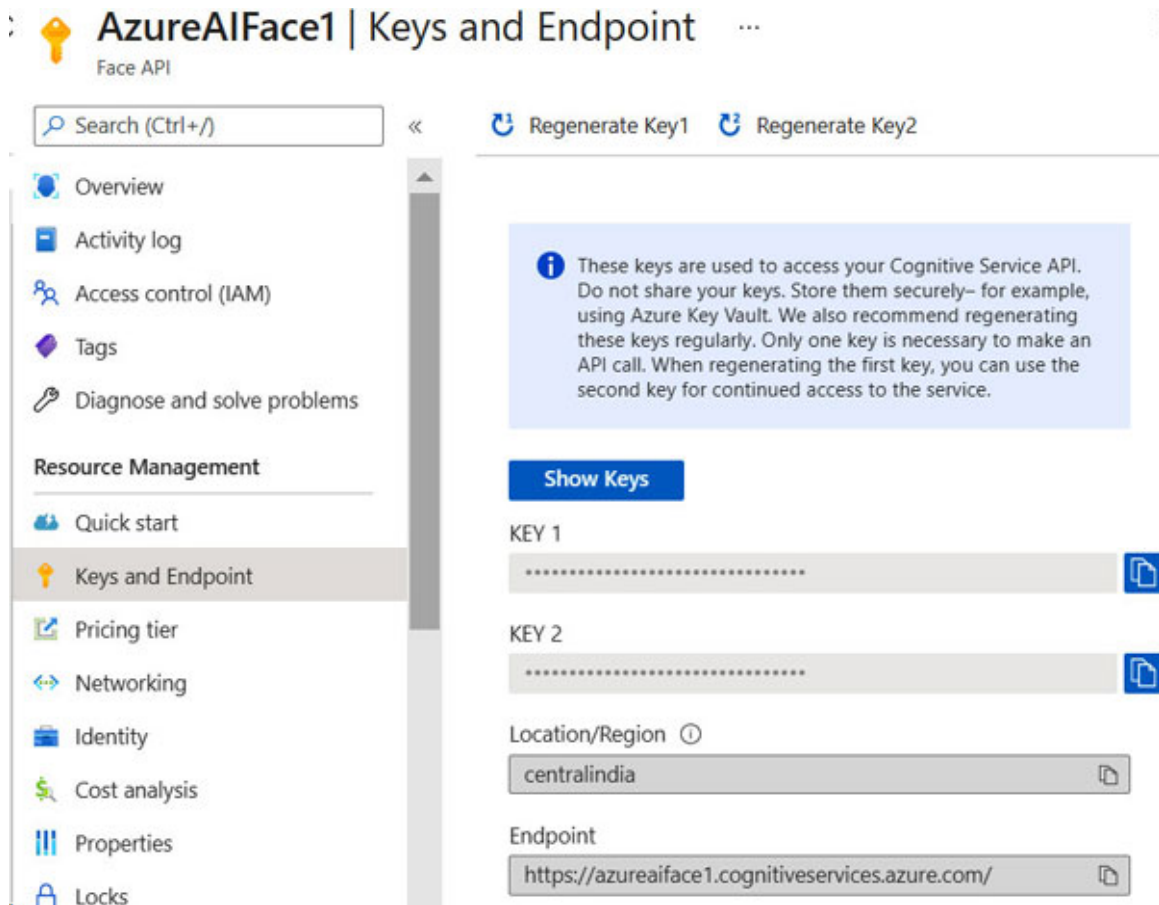 AzureAIFace1 | Keys and Endpoint ...
Face API
Search (Ctrl+/)
«
Overview
Activity log
Access control (IAM)
Tags
Diagnose and solve problems
Resource Management
Quick start
Keys and Endpoint
Pricing tier
Networking
Identity
Cost analysis
Properties
Locks
Regenerate Key1 Regenerate Key2
These keys are used to access your Cognitive Service API.
Do not share your keys. Store them securely– for example,
using Azure Key Vault. We also recommend regenerating
these keys regularly. Only one key is necessary to make an
API call. When regenerating the first key, you can use the
second key for continued access to the service.
Show Keys
KEY 1
••••••••••••••••••••••••••••••••
KEY 2
••••••••••••••••••••••••••••••••
Location/Region
centralindia
Endpoint
https://azureaiface1.cognitiveservices.azure.com/